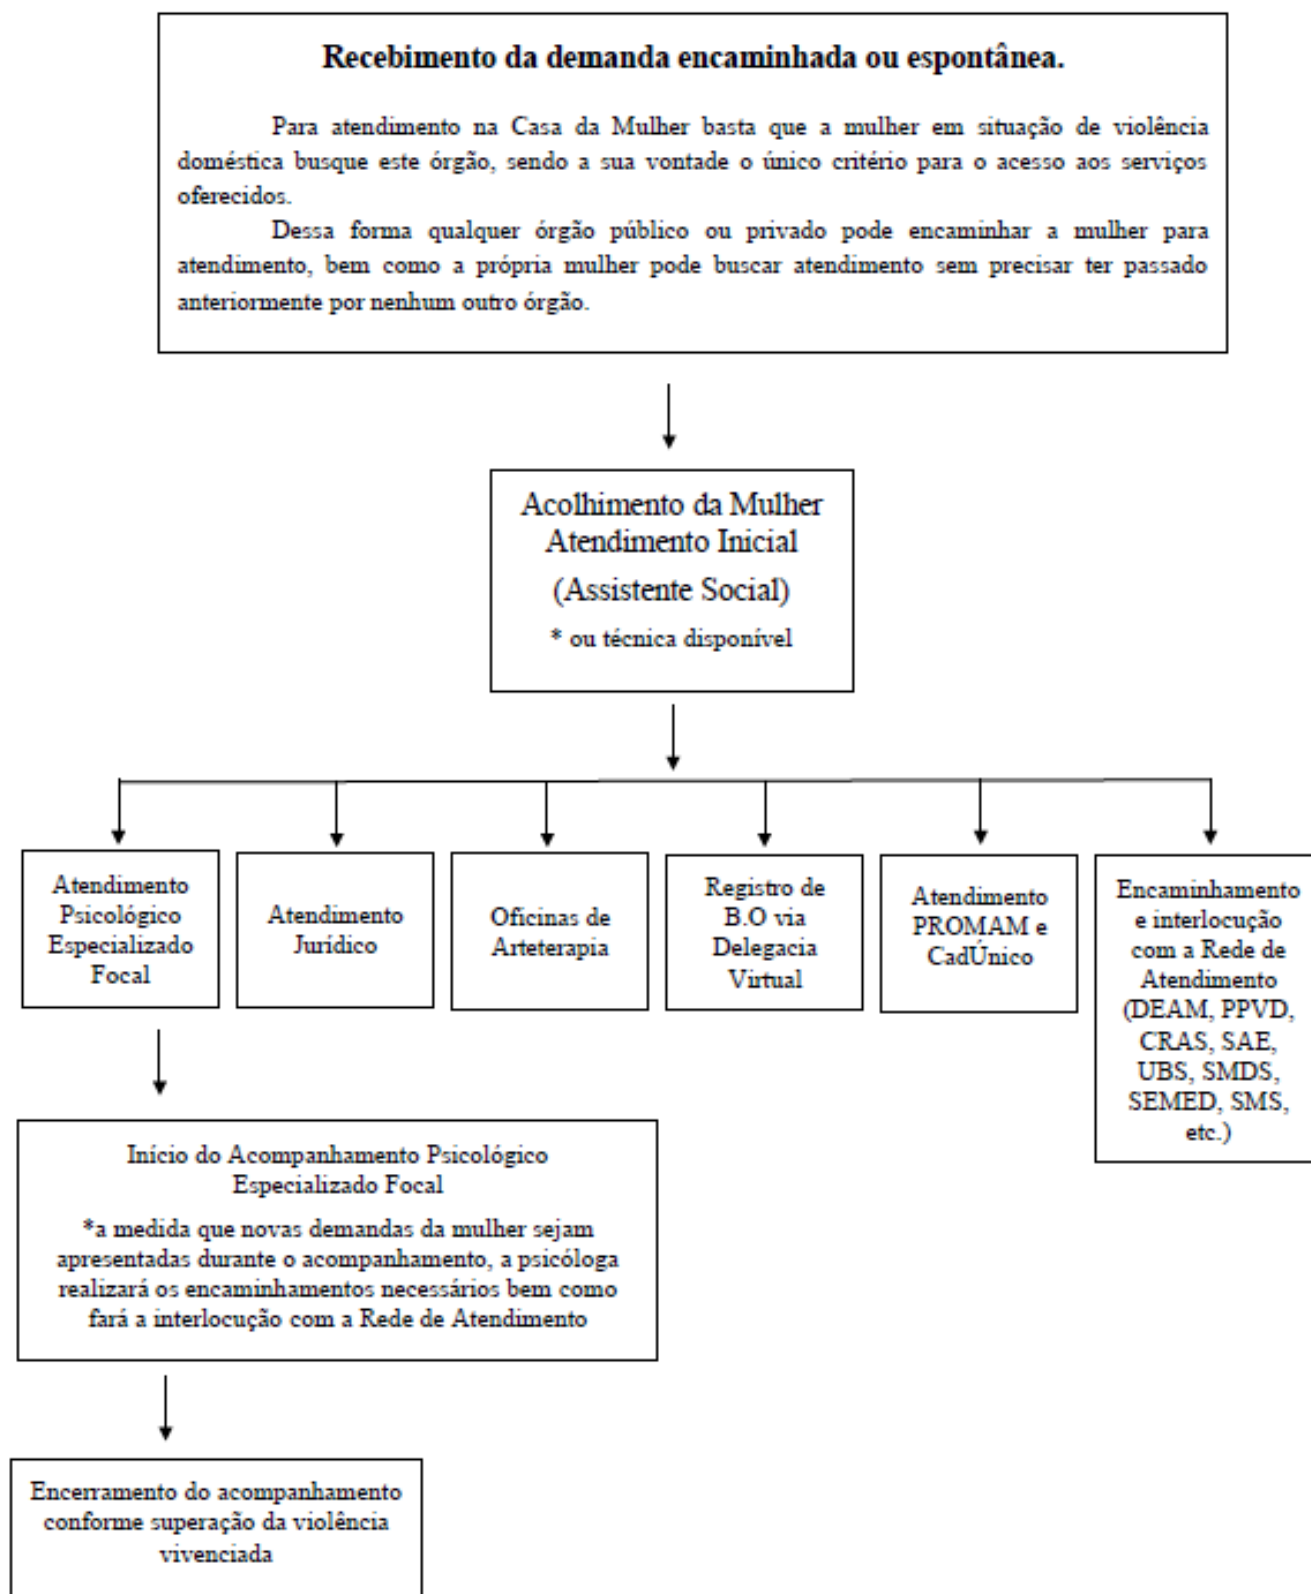 Recebimento da demanda encaminhada ou espontânea.
Para atendimento na Casa da Mulher basta que a mulher em situação de violência
doméstica busque este órgão, sendo a sua vontade o único critério para o acesso aos serviços
oferecidos.
Dessa forma qualquer órgão público ou privado pode encaminhar a mulher para
atendimento, bem como a própria mulher pode buscar atendimento sem precisar ter passado
anteriormente por nenhum outro órgão.
Acolhimento da Mulher
Atendimento Inicial
(Assistente Social)
* ou técnica disponível
Atendimento
Psicológico
Especializado
Focal
Atendimento
Jurídico
Oficinas de
Arteterapia
Registro de
B.O via
Delegacia
Virtual
Atendimento
PROMAM e
CadÚnico
Encaminhamento
e interlocução
com a Rede de
Atendimento
(DEAM, PPVD,
CRAS, SAE,
UBS, SMDS,
SEMED, SMS,
etc.)
Início do Acompanhamento Psicológico
Especializado Focal
*a medida que novas demandas da mulher sejam
apresentadas durante o acompanhamento, a psicóloga
realizará os encaminhamentos necessários bem como
fará a interlocução com a Rede de Atendimento
Encerramento do acompanhamento
conforme superação da violência
vivenciada